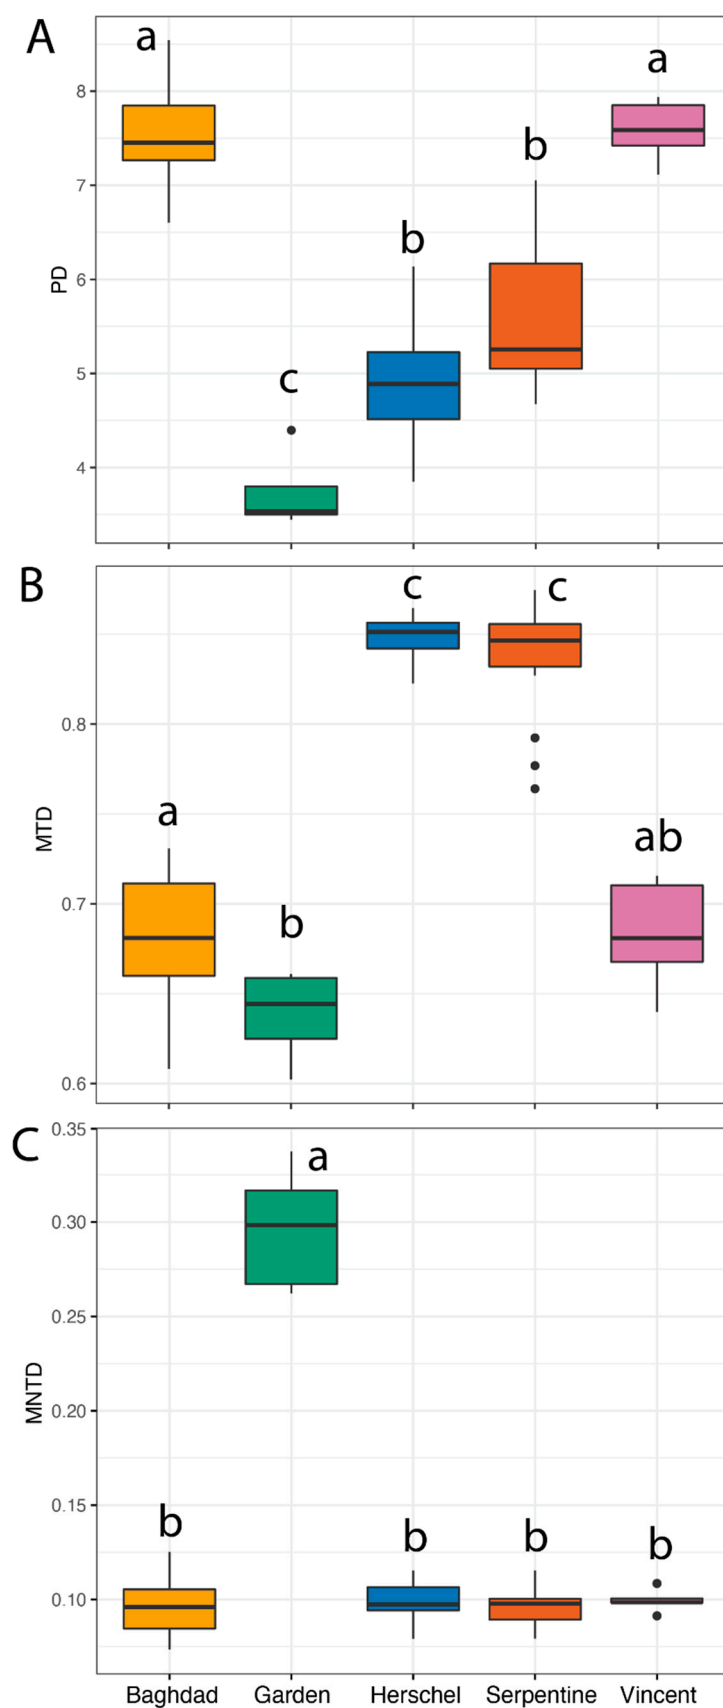 A
a
a
8
b
7
b
6
PD
5
c
4
B
c
c
0.8
a
ab
MTD
0.7
b
0.6
C
0.35
a
0.30
0.25
MNTD
0.20
0.15
b
b
b
b
0.10
Baghdad Garden Herschel Serpentine Vincent